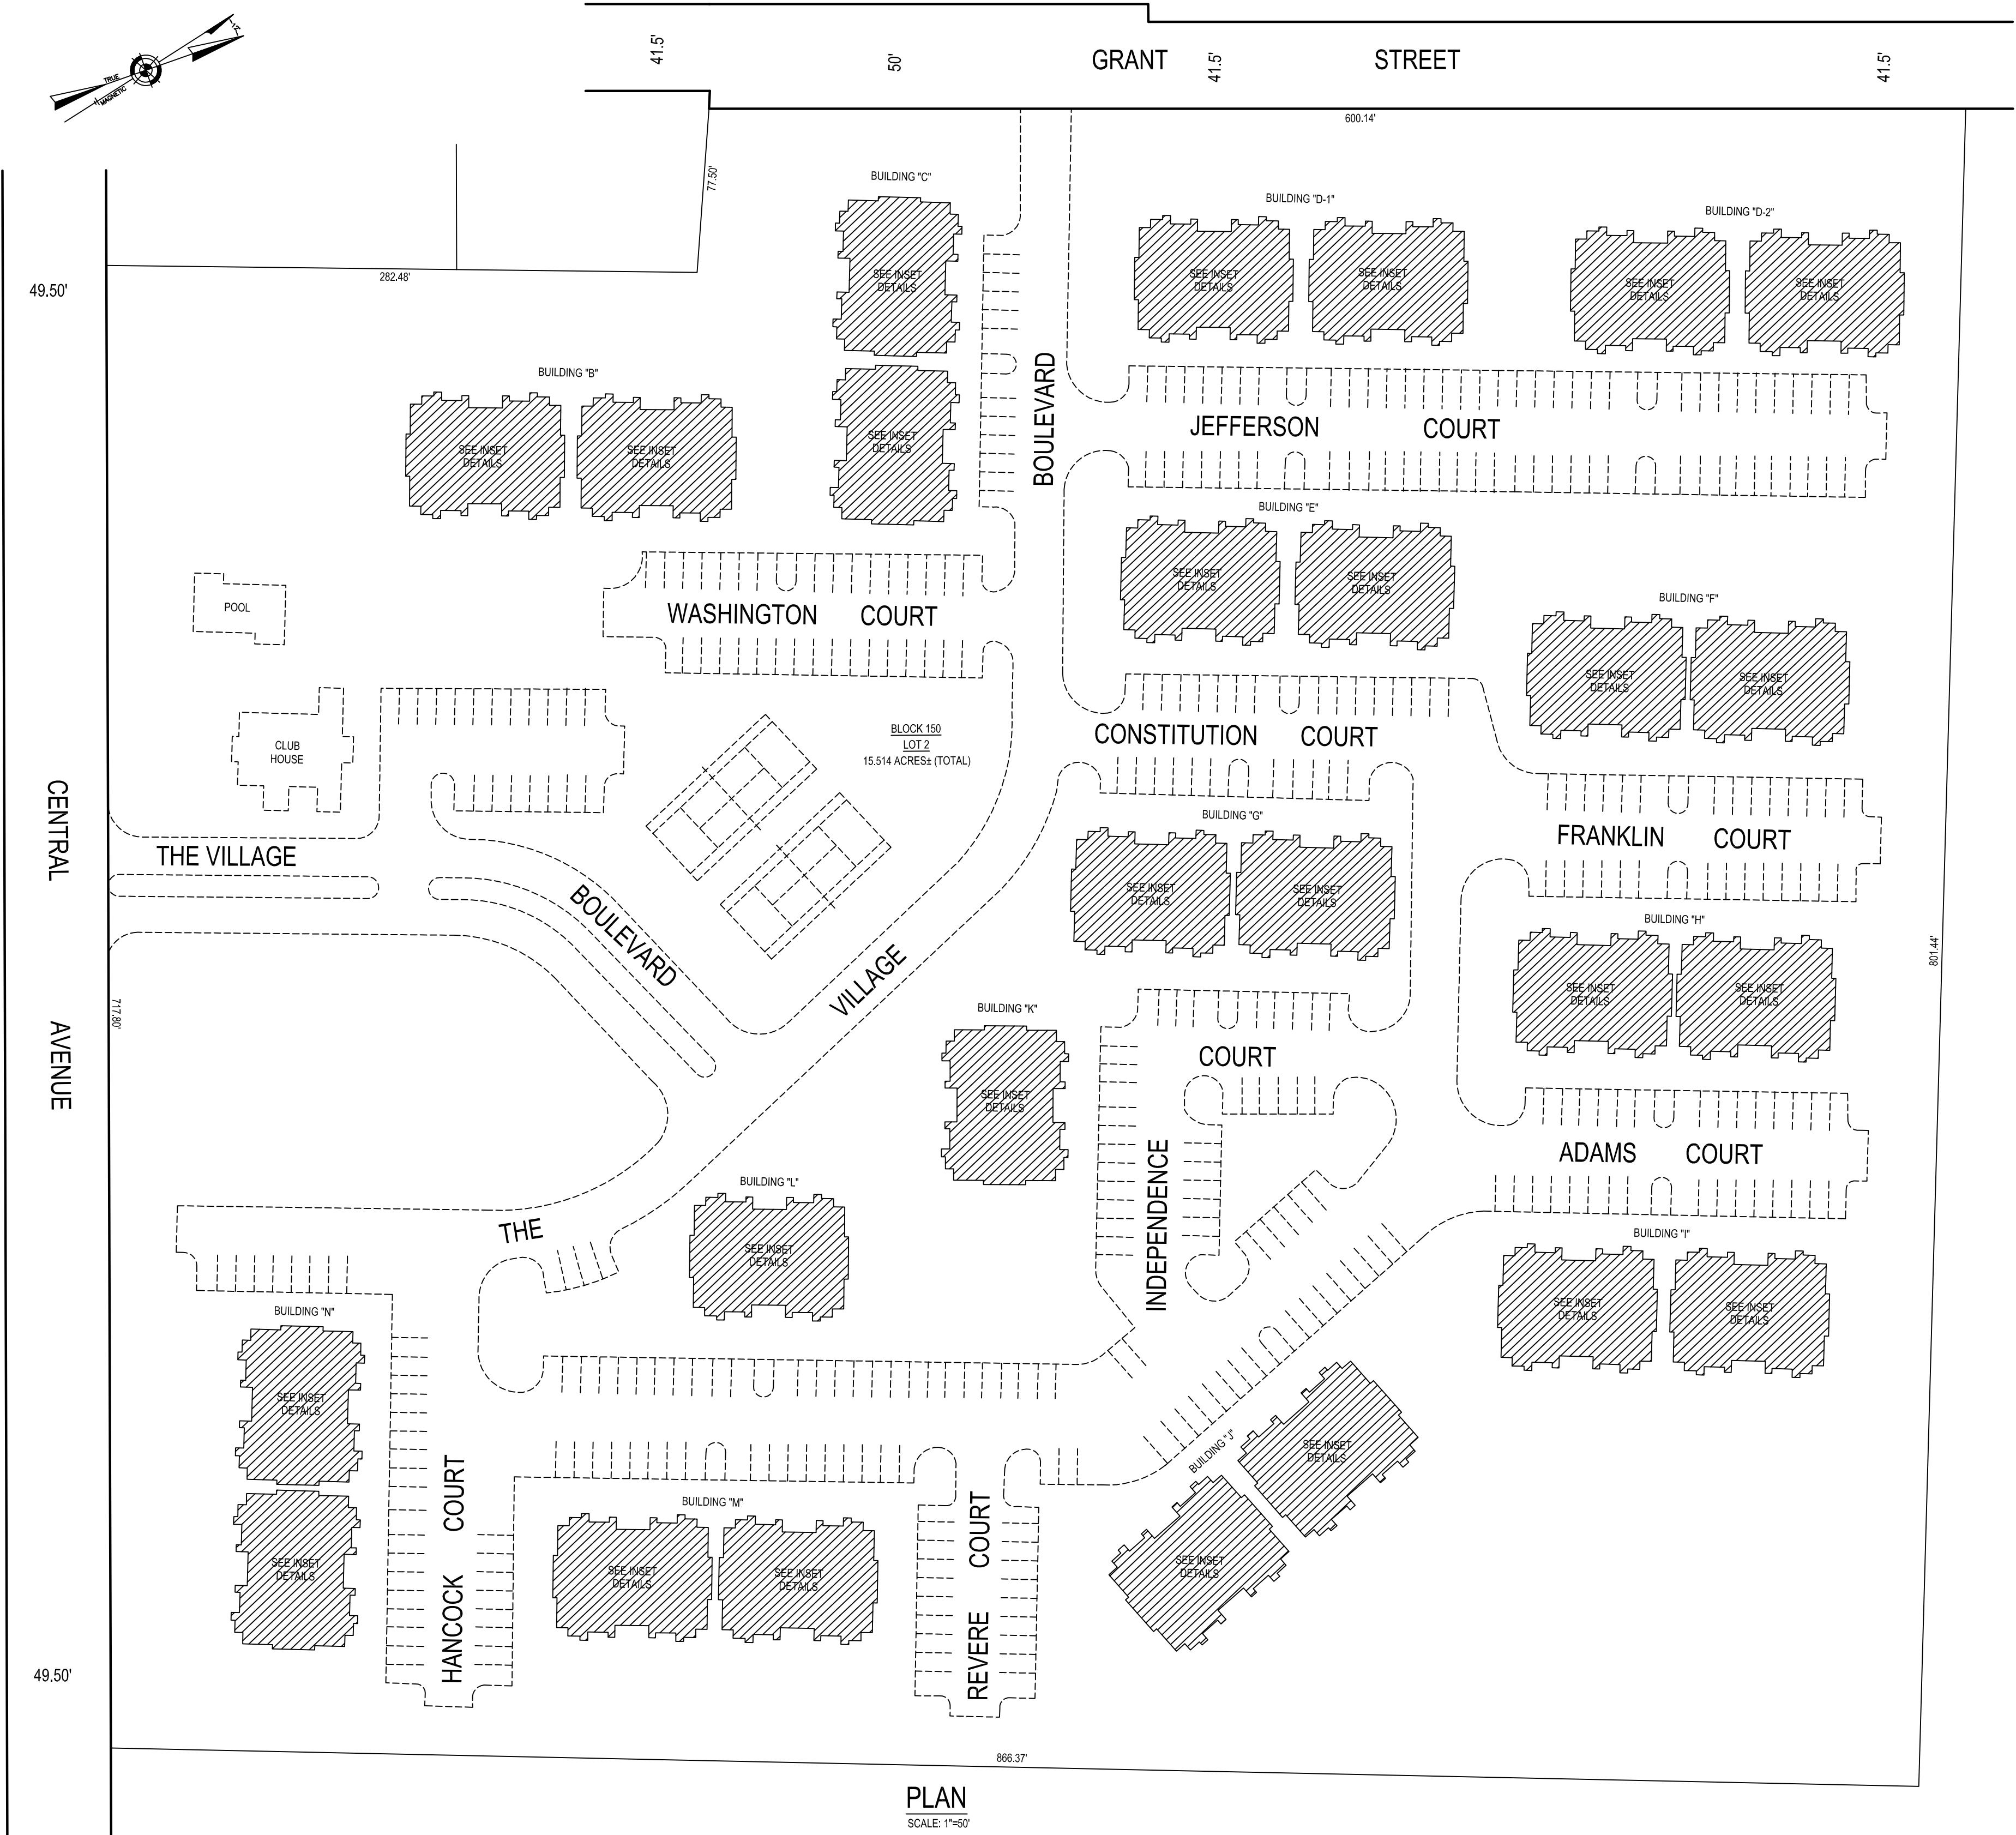 41.5'
50'
GRANT
41.5'
STREET
41.5'
TRUE
MAGNETIC
600.14'
77.50'
282.48'
49.50'
BUILDING "C"
SEE INSET
DETAILS
SEE INSET
DETAILS
BUILDING "D-1"
SEE INSET
DETAILS
SEE INSET
DETAILS
BUILDING "D-2"
SEE INSET
DETAILS
SEE INSET
DETAILS
BUILDING "B"
SEE INSET
DETAILS
SEE INSET
DETAILS
BOULEVARD
JEFFERSON COURT
BUILDING "E"
SEE INSET
DETAILS
SEE INSET
DETAILS
POOL
WASHINGTON COURT
BUILDING "F"
SEE INSET
DETAILS
SEE INSET
DETAILS
CLUB
HOUSE
BLOCK 150
LOT 2
15.514 ACRES± (TOTAL)
CONSTITUTION COURT
CENTRAL
THE VILLAGE
BUILDING "G"
SEE INSET
DETAILS
SEE INSET
DETAILS
FRANKLIN COURT
BOULEVARD
VILLAGE
BUILDING "H"
SEE INSET
DETAILS
SEE INSET
DETAILS
801.44'
717.80'
AVENUE
BUILDING "K"
SEE INSET
DETAILS
COURT
INDEPENDENCE
ADAMS COURT
BUILDING "L"
SEE INSET
DETAILS
THE
BUILDING "I"
SEE INSET
DETAILS
SEE INSET
DETAILS
BUILDING "N"
SEE INSET
DETAILS
SEE INSET
DETAILS
HANCOCK COURT
BUILDING "M"
SEE INSET
DETAILS
SEE INSET
DETAILS
REVERE COURT
BUILDING "J"
SEE INSET
DETAILS
SEE INSET
DETAILS
49.50'
866.37'
PLAN
SCALE: 1"=50'